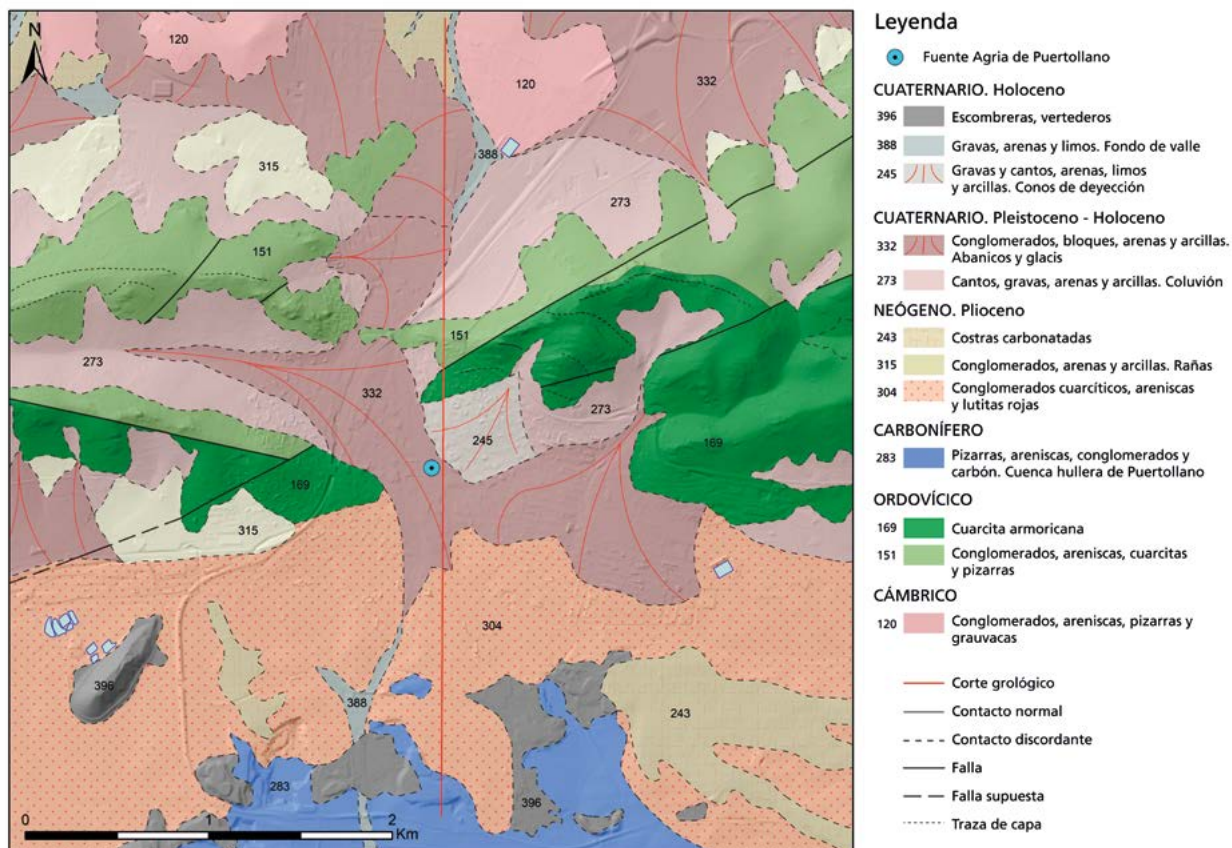 N
120
120
332
388
315
273
151
151
273
332
273
245
169
169
315
304
396
388
243
283
396
0 1 2
Km
Leyenda
Fuente Agria de Puertollano
CUATERNARIO. Holoceno
396 Escombreras, vertederos
388 Gravas, arenas y limos. Fondo de valle
245 Gravas y cantos, arenas, limos
y arcillas. Conos de deyección
CUATERNARIO. Pleistoceno - Holoceno
332 Conglomerados, bloques, arenas y arcillas.
Abanicos y glacis
273 Cantos, gravas, arenas y arcillas. Coluvión
NEÓGENO. Plioceno
243 Costras carbonatadas
315 Conglomerados, arenas y arcillas. Rañas
304 Conglomerados cuarcíticos, areniscas
y lutitas rojas
CARBONÍFERO
283 Pizarras, areniscas, conglomerados y
carbón. Cuenca hullera de Puertollano
ORDOVÍCICO
169 Cuarcita armoricana
151 Conglomerados, areniscas, cuarcitas
y pizarras
CÁMBRICO
120 Conglomerados, areniscas, pizarras y
grauvacas
Corte grológico
Contacto normal
Contacto discordante
Falla
Falla supuesta
Traza de capa